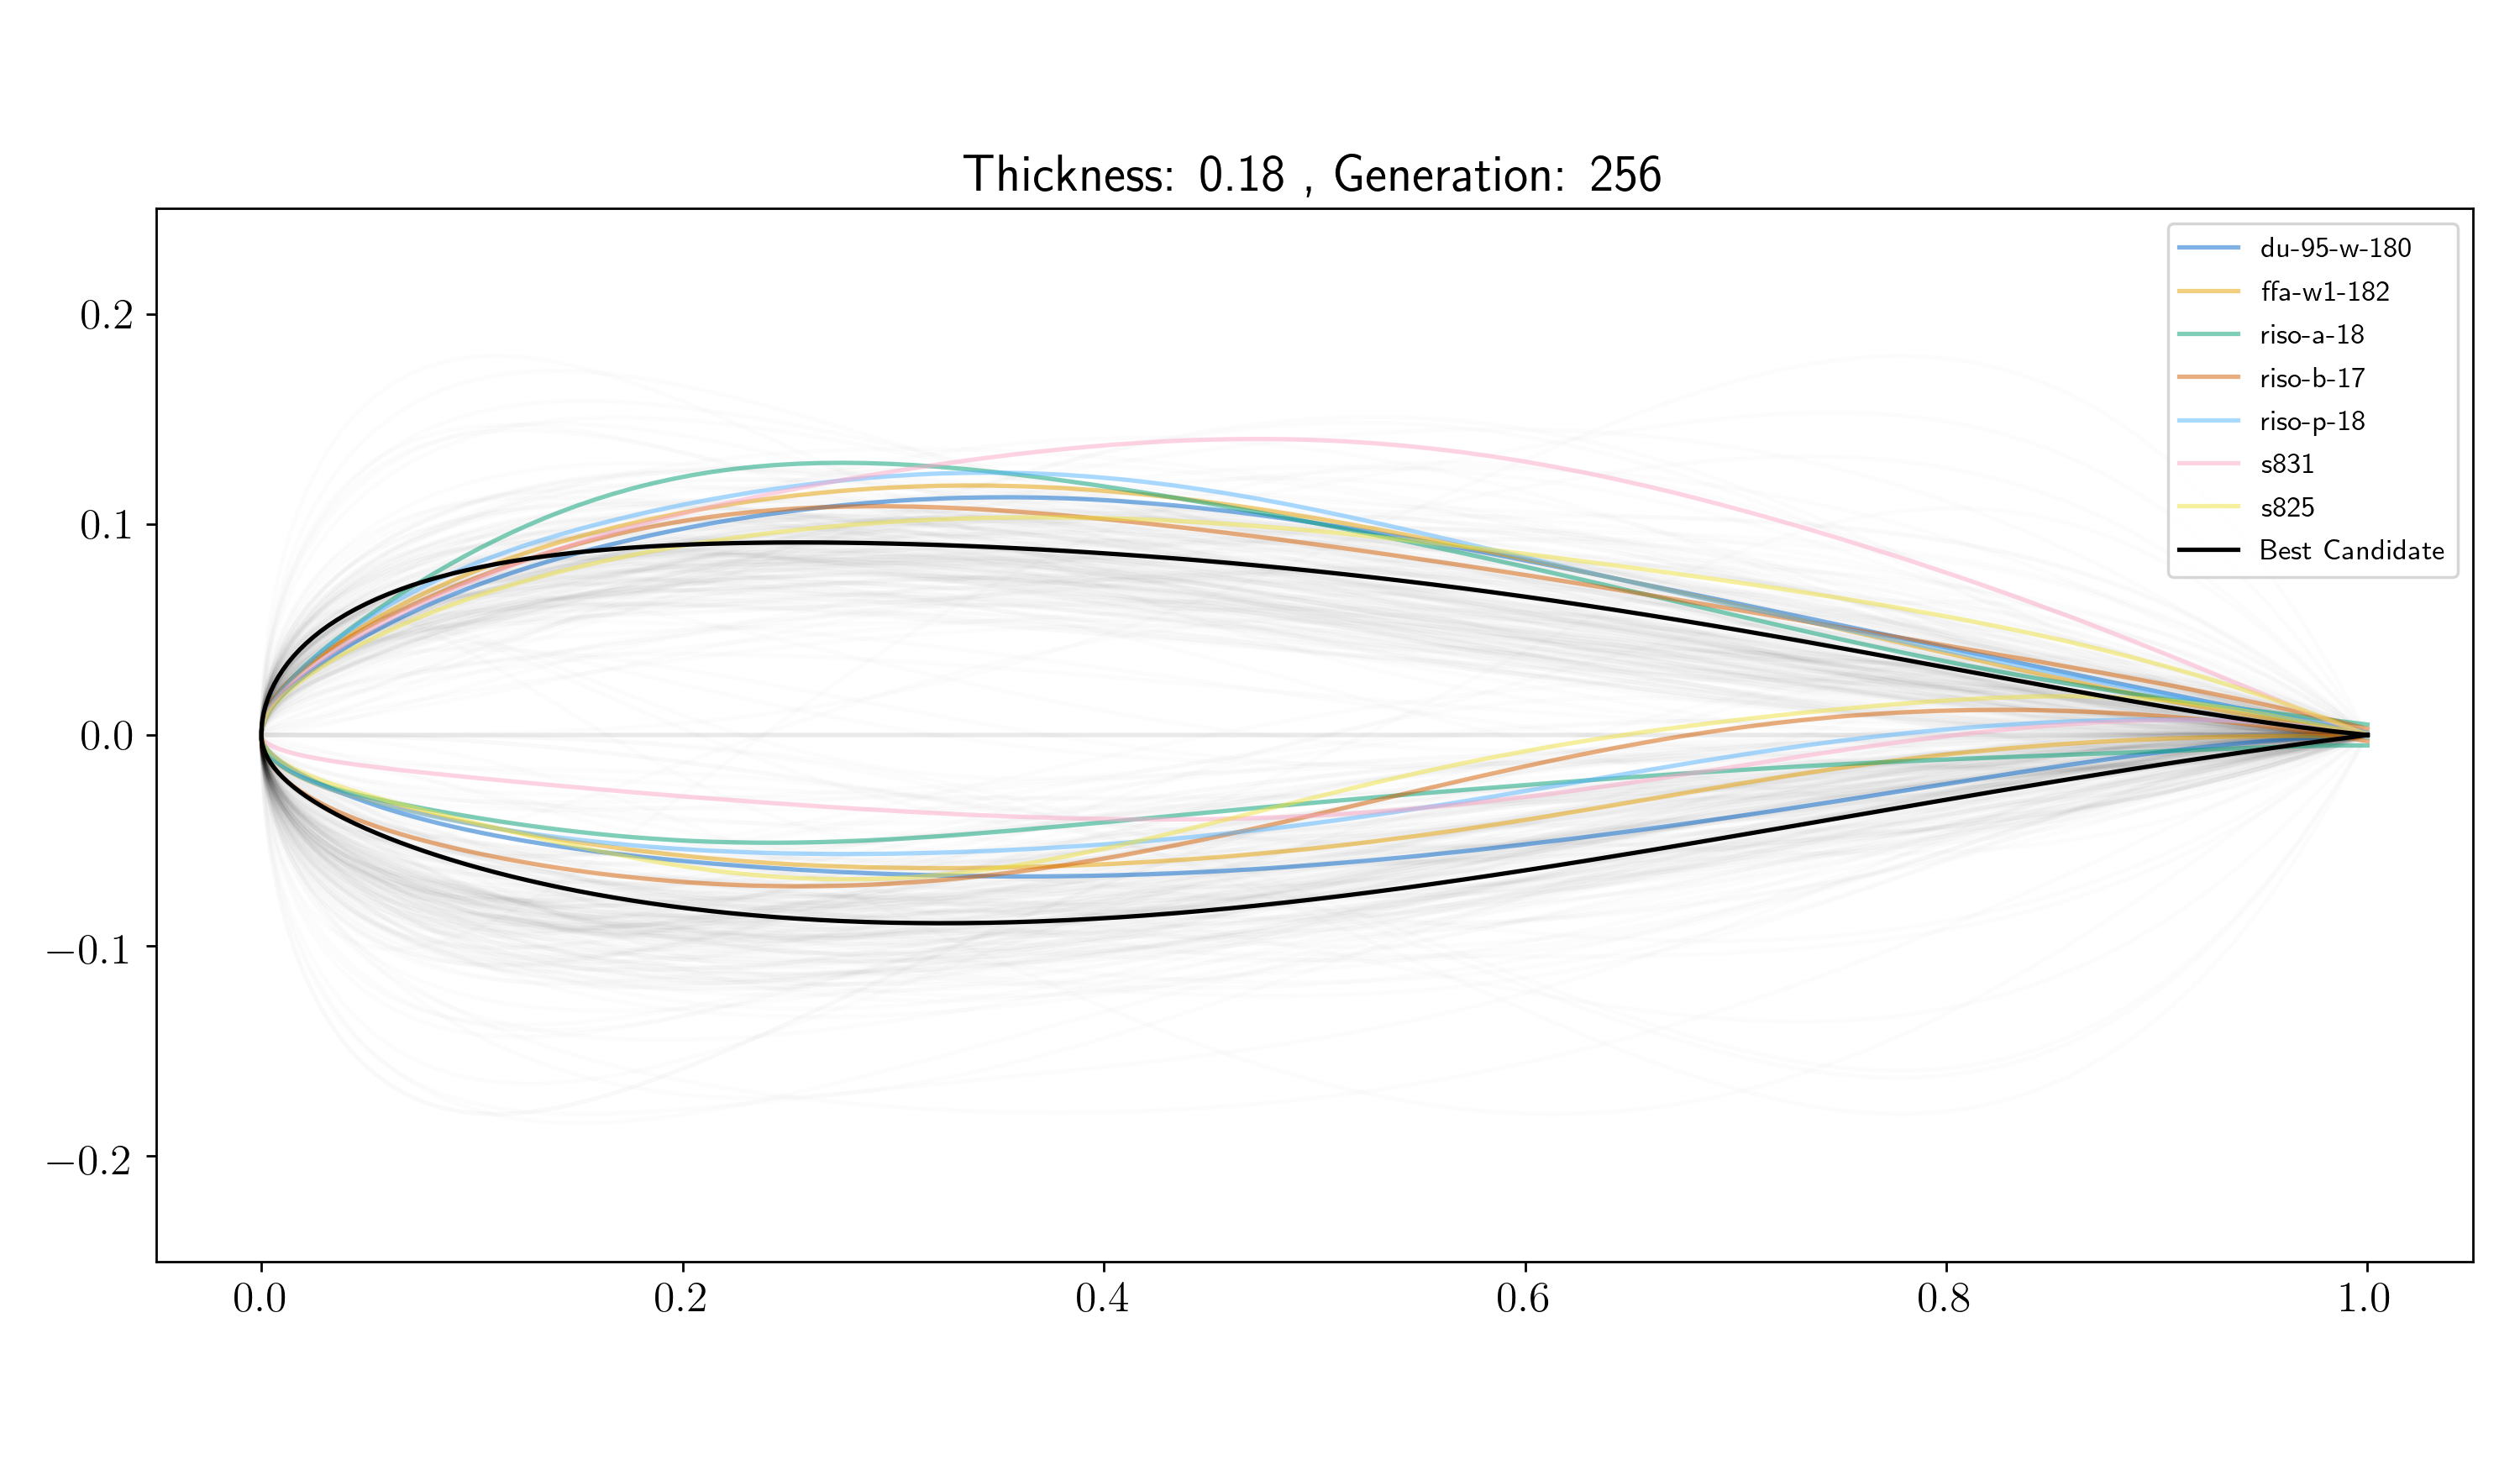 Thickness: 0.18 , Generation: 256
du-95-w-180
ffa-w1-182
riso-a-18
riso-b-17
riso-p-18
s831
s825
Best Candidate
0.2
0.1
0.0
−0.1
−0.2
0.0 0.2 0.4 0.6 0.8 1.0